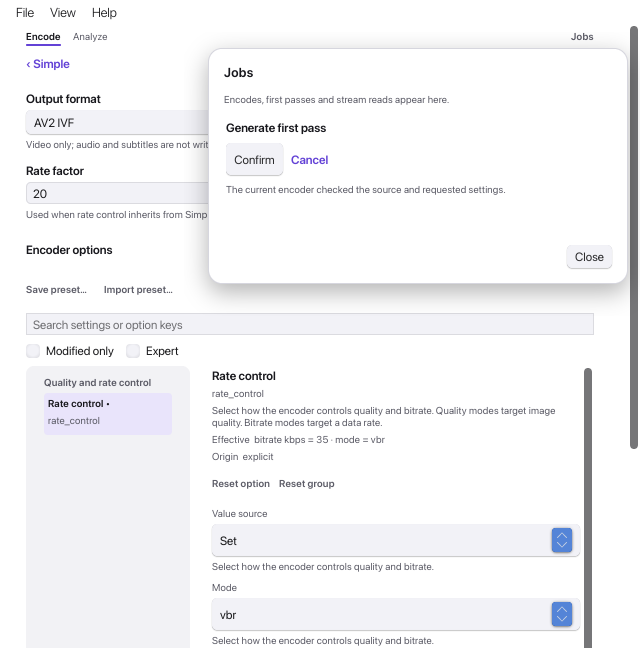 File View Help
Encode Analyze Jobs
‹ Simple
Output format
AV2 IVF
Video only; audio and subtitles are not writ
Rate factor
20
Used when rate control inherits from Simp
Encoder options
Save preset... Import preset...
Jobs
Encodes, first passes and stream reads appear here.
Generate first pass
Confirm Cancel
The current encoder checked the source and requested settings.
Close
Search settings or option keys
Modified only Expert
Quality and rate control
Rate control •
rate_control
Rate control
rate_control
Select how the encoder controls quality and bitrate. Quality modes target image
quality. Bitrate modes target a data rate.
Effective bitrate kbps = 35 · mode = vbr
Origin explicit
Reset option Reset group
Value source
Set
Select how the encoder controls quality and bitrate.
Mode
vbr
Select how the encoder controls quality and bitrate.